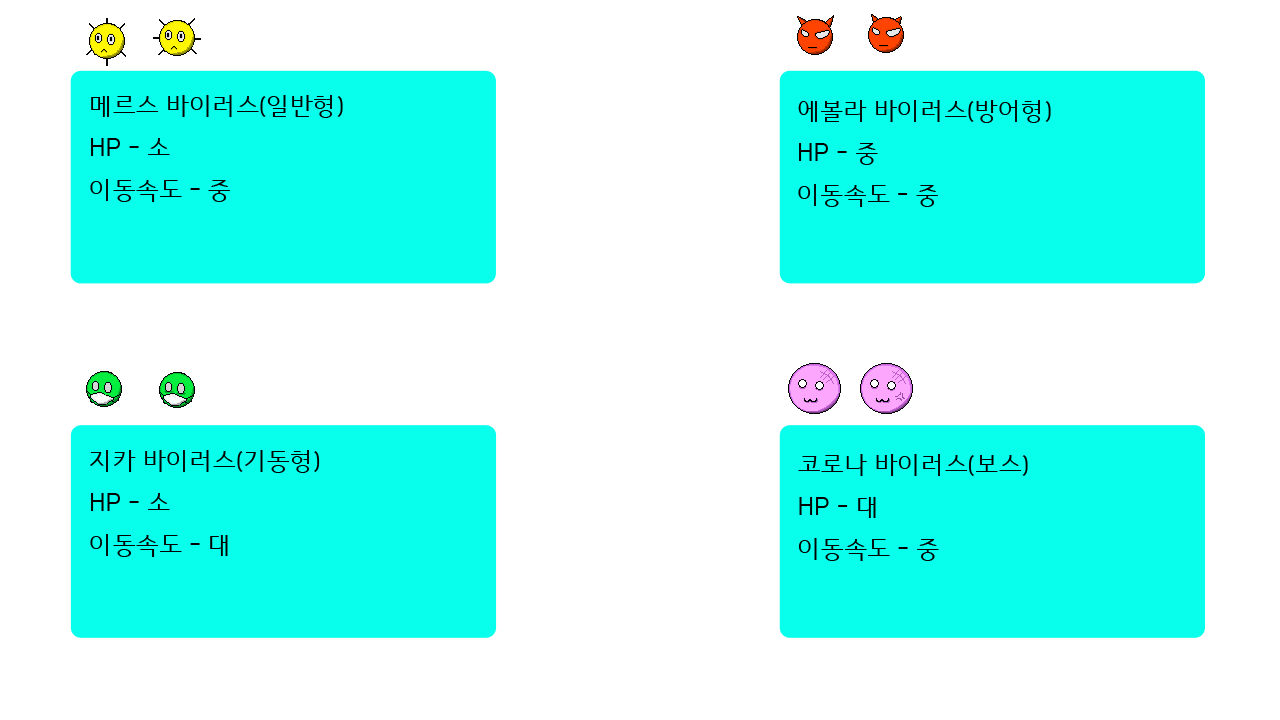 메르스 바이러스(일반형)
HP - 소
이동속도 - 중
에볼라 바이러스(방어형)
HP - 중
이동속도 - 중
지카 바이러스(기동형)
HP - 소
이동속도 - 대
코로나 바이러스(보스)
HP - 대
이동속도 - 중